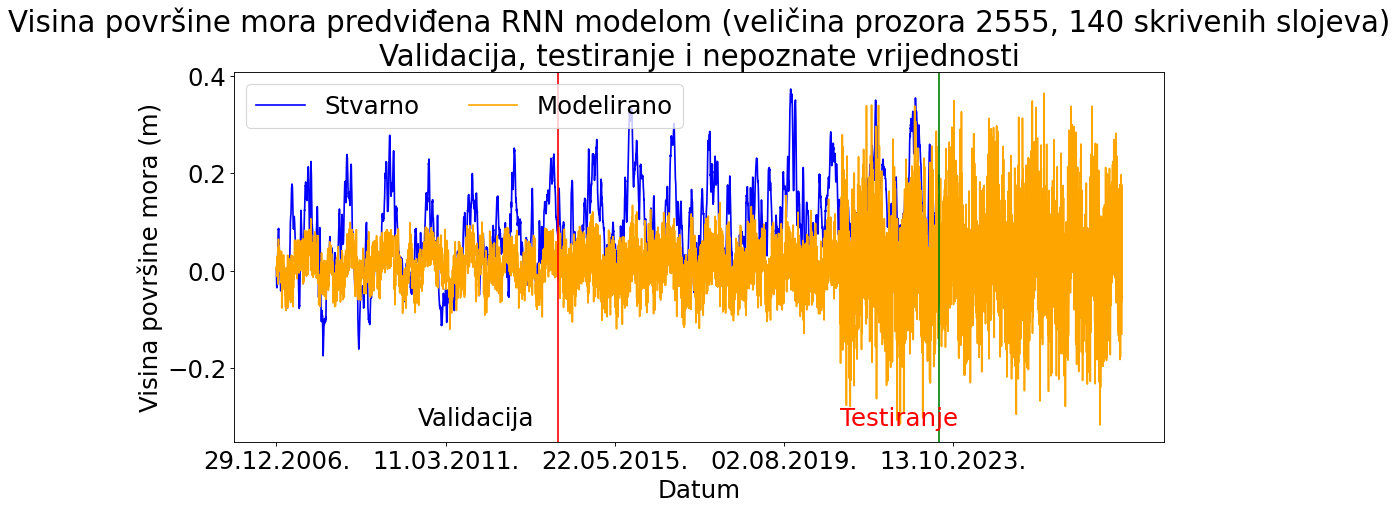 Visina površine mora predviđena RNN modelom (veličina prozora 2555, 140 skrivenih slojeva)
Validacija, testiranje i nepoznate vrijednosti
Stvarno
Modelirano
Visina površine mora (m)
0.4
0.2
0.0
−0.2
Validacija
Testiranje
29.12.2006.
11.03.2011.
22.05.2015.
02.08.2019.
13.10.2023.
Datum